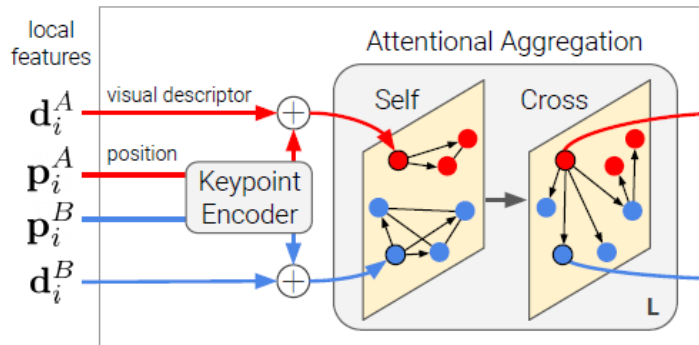 local
features
Attentional Aggregation
visual descriptor
Self
Cross
d_i^A
position
p_i^A
Keypoint
Encoder
p_i^B
d_i^B
L